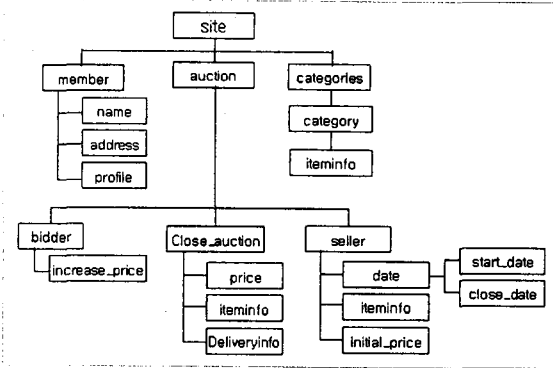 site
member
auction
categories
name
address
profile
category
iteminfo
bidder
increase_price
Close_auction
price
iteminfo
Deliveryinfo
seller
date
iteminfo
initial_price
start_date
close_date